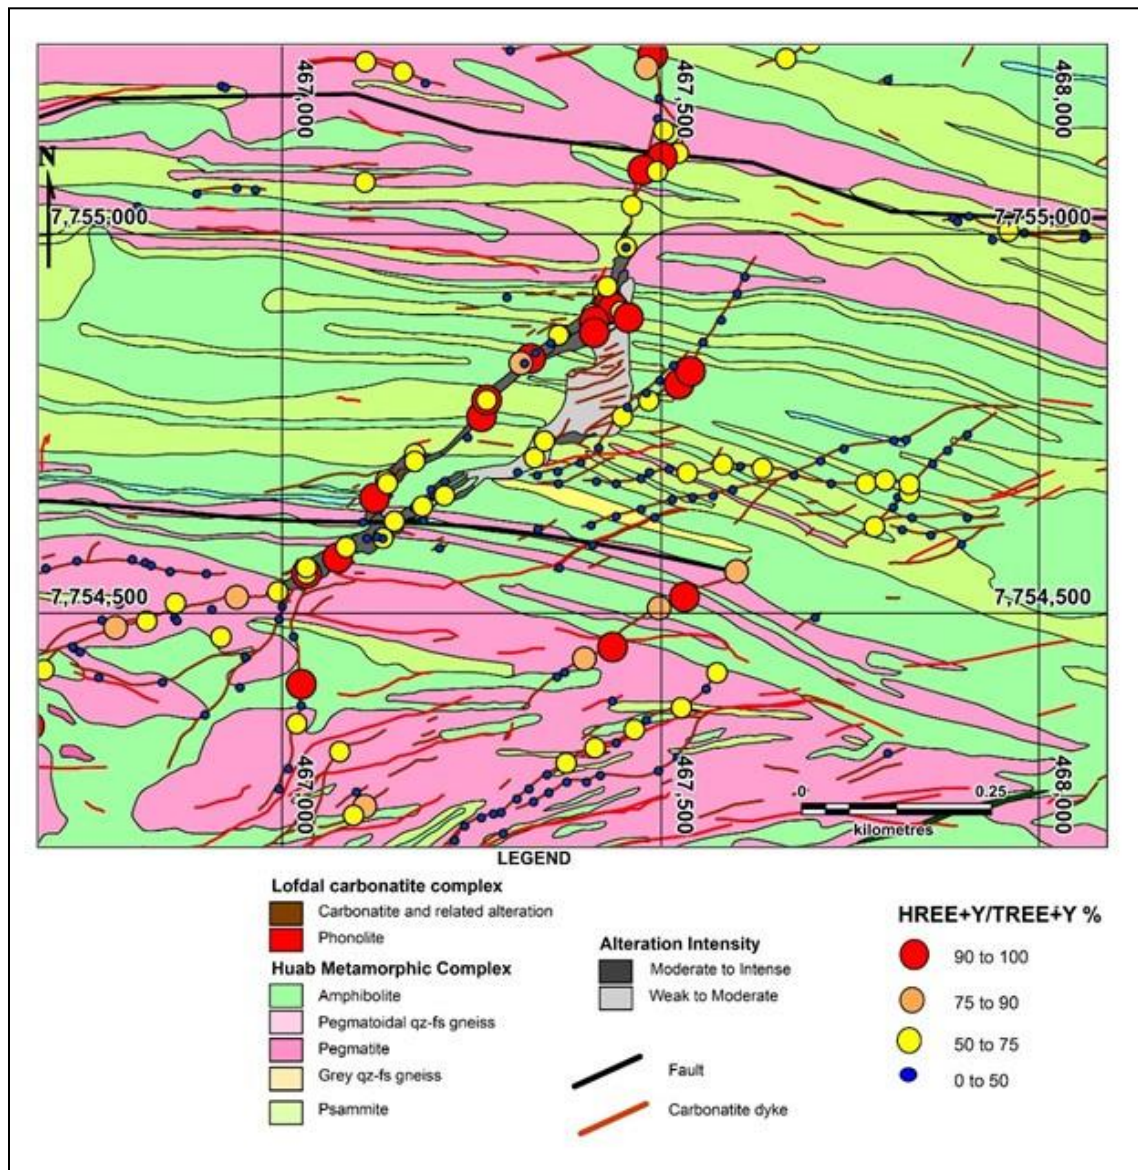 467,000
467,500
468,000
N
7,755,000
7,755,000
7,754,500
7,754,500
467,000
467,500
468,000
0
0.25
kilometres
LEGEND
Lofdal carbonatite complex
Carbonatite and related alteration
Phonolite
Huab Metamorphic Complex
Amphibolite
Pegmatoidal qz-fs gneiss
Pegmatite
Grey qz-fs gneiss
Psammite
Alteration Intensity
Moderate to Intense
Weak to Moderate
Fault
Carbonatite dyke
HREE+Y/TREE+Y %
90 to 100
75 to 90
50 to 75
0 to 50